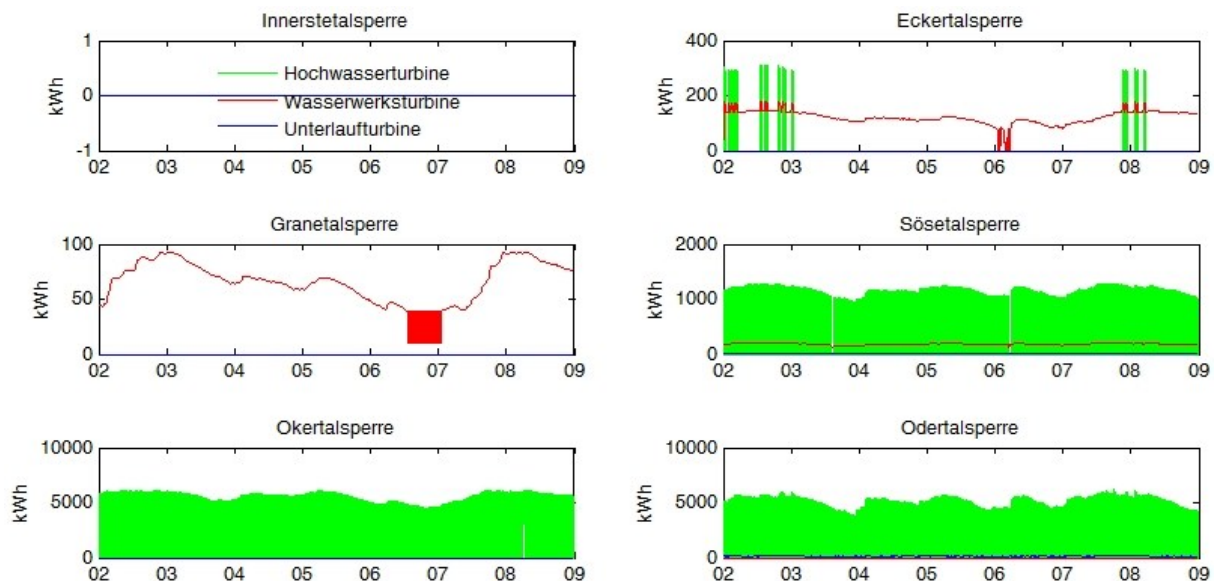 Innerstetalsperre
1
kWh
0
-1
Hochwasserturbine
Wasserwerksturbine
Unterlaufturbine
02 03 04 05 06 07 08 09
Eckertalsperre
400
kWh
200
0
02 03 04 05 06 07 08 09
Granetalsperre
100
kWh
50
0
02 03 04 05 06 07 08 09
Sösetalsperre
2000
kWh
1000
0
02 03 04 05 06 07 08 09
Okertalsperre
10000
kWh
5000
0
02 03 04 05 06 07 08 09
Odertalsperre
10000
kWh
5000
0
02 03 04 05 06 07 08 09